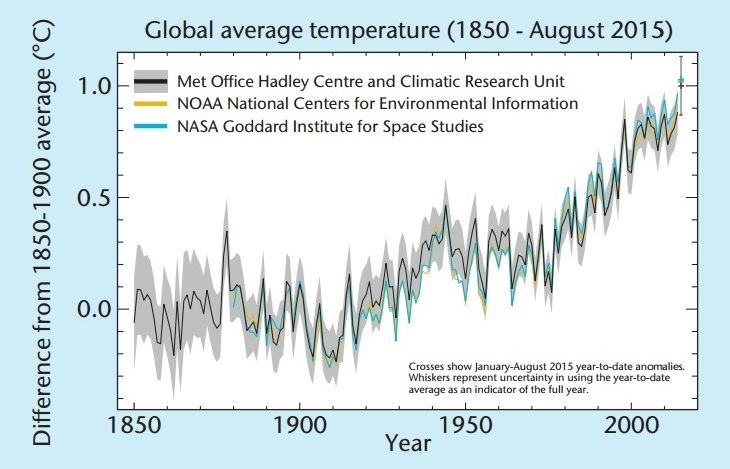 Global average temperature (1850 - August 2015)
Difference from 1850-1900 average (°C)
1.0
0.5
0.0
Met Office Hadley Centre and Climatic Research Unit
NOAA National Centers for Environmental Information
NASA Goddard Institute for Space Studies
Crosses show January-August 2015 year-to-date anomalies.
Whiskers represent uncertainty in using the year-to-date
average as an indicator of the full year.
1850
1900
1950
2000
Year